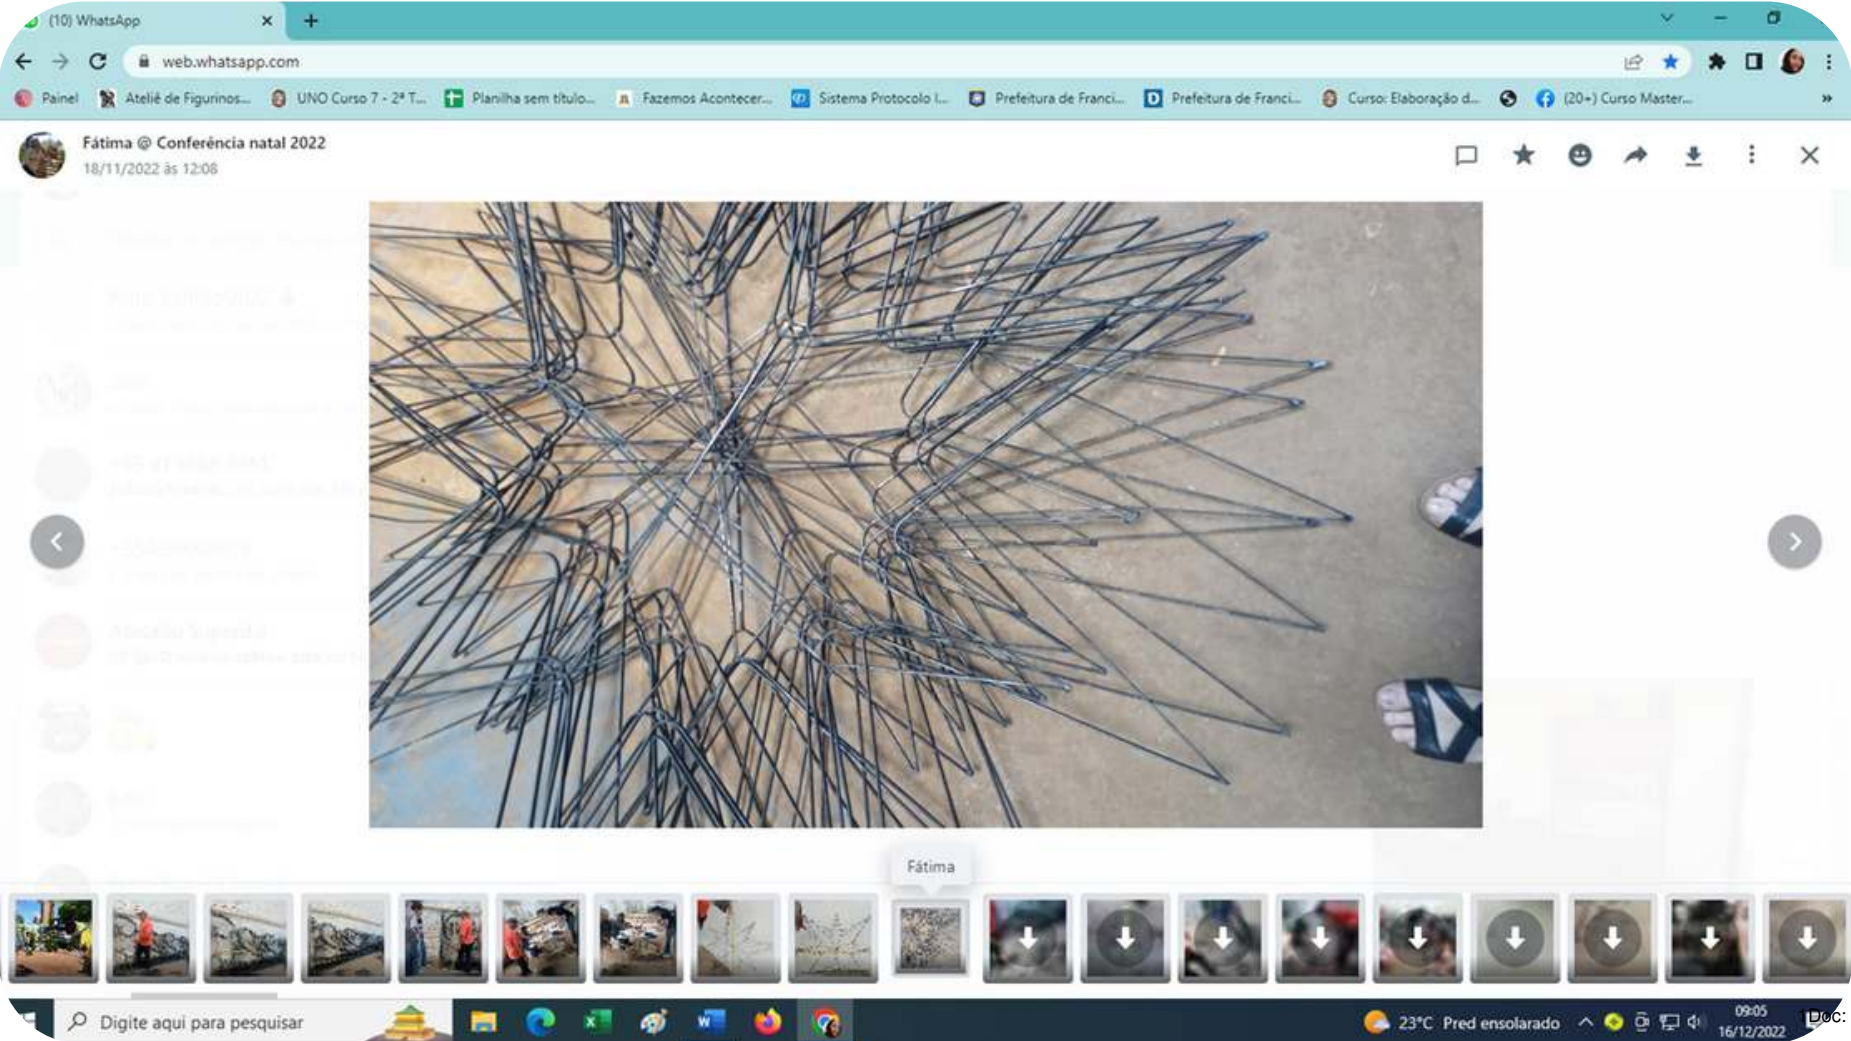 (10) WhatsApp
web.whatsapp.com
Painel
Ateliê de Figurinos...
UNO Curso 7 - 2ª T...
Planilha sem título...
Fazemos Acontecer...
Sistema Protocolo I...
Prefeitura de Franci...
Prefeitura de Franci...
Curso: Elaboração d...
(20+) Curso Master...
»
Fátima @ Conferência natal 2022
18/11/2022 às 12:08
Fátima
Digite aqui para pesquisar
23°C Pred ensolarado
09:05
16/12/2022
1Doc: